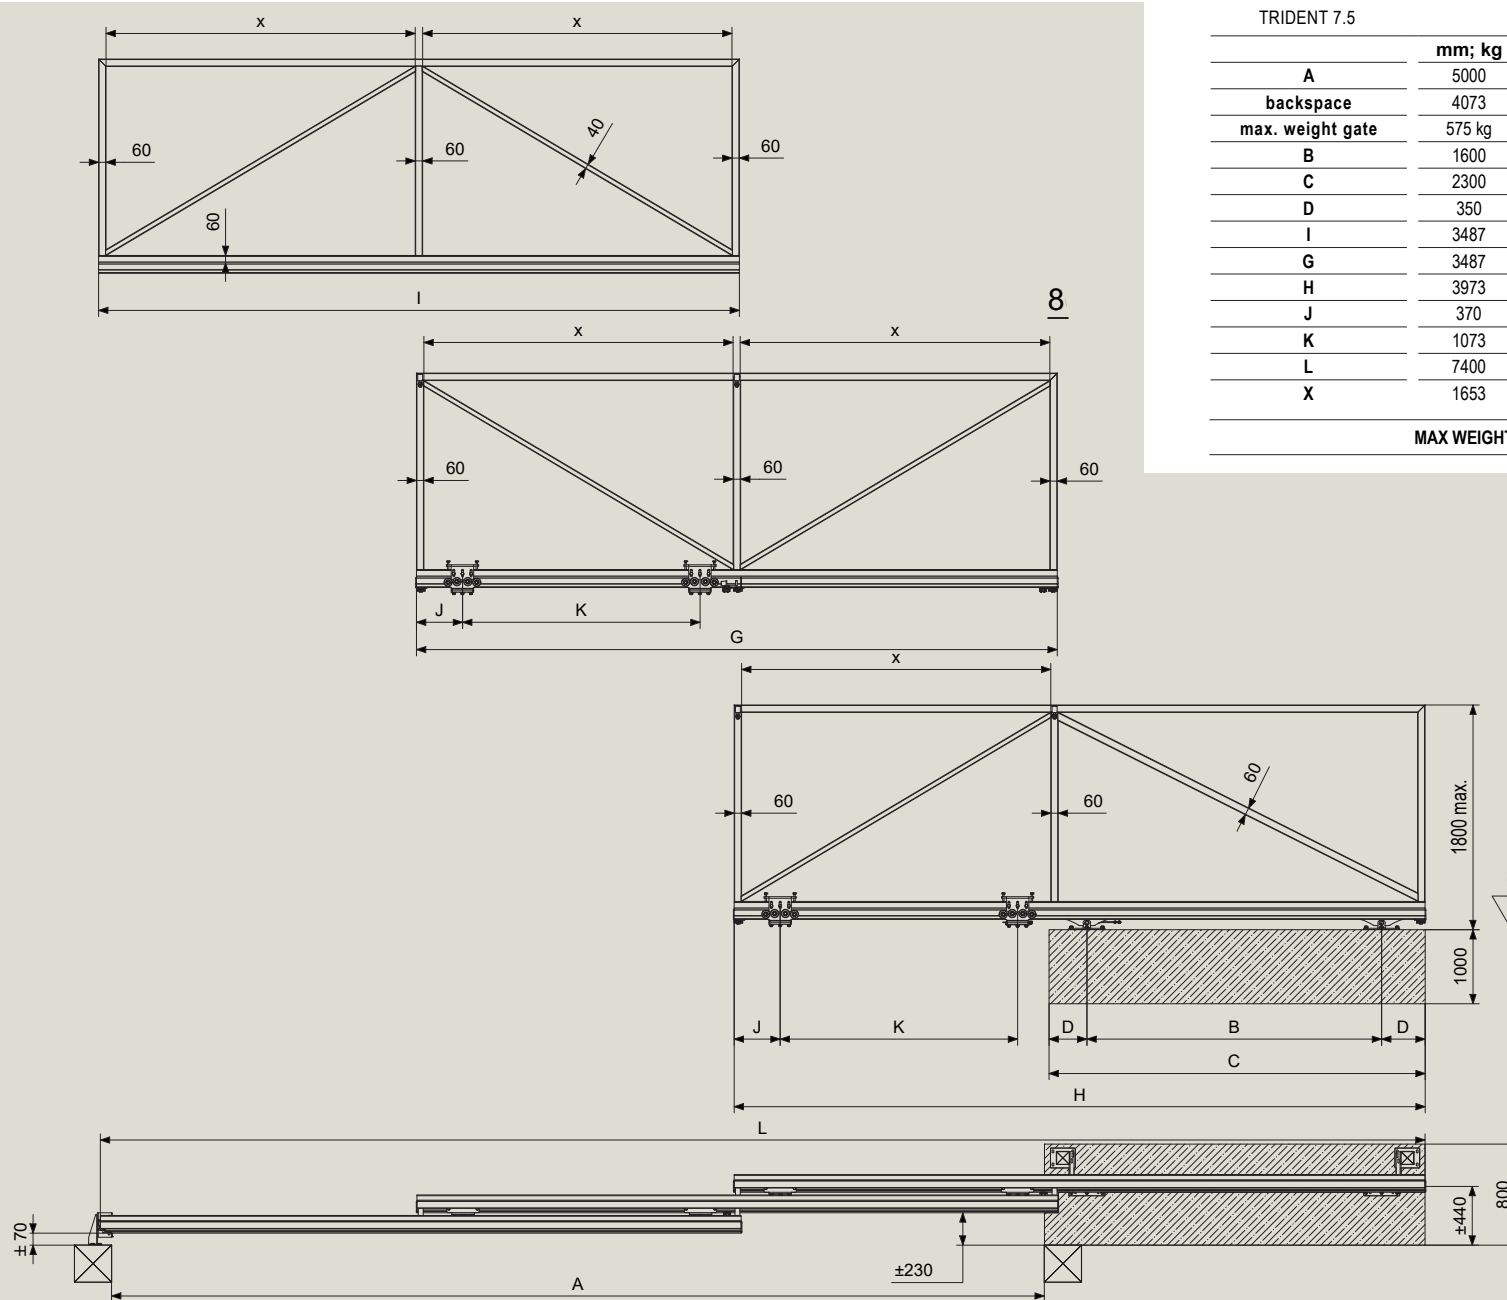 TRIDENT 7.5
mm; kg
A 5000
backspace 4073
max. weight gate 575 kg
B 1600
C 2300
D 350
I 3487
G 3487
H 3973
J 370
K 1073
L 7400
X 1653
MAX WEIGHT
x x
60 60 40 60
60
I
8
x x
60 60 60
J K
G
x
60 60 60
1800 max.
1000
J K D B D
C
H
L
± 70
±230
±440
800
A